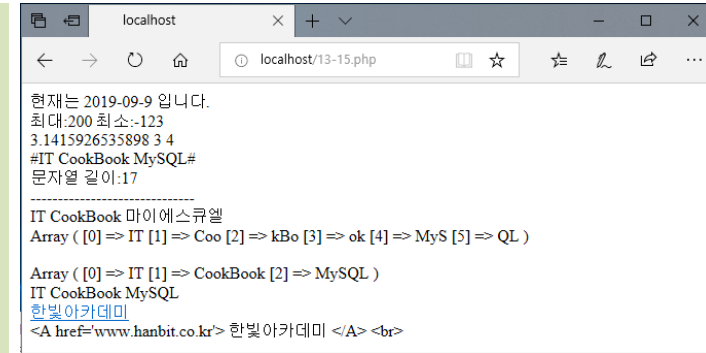 localhost
localhost/13-15.php
현재는 2019-09-9 입니다.
최대:200 최소:-123
3.1415926535898 3 4
#IT CookBook MySQL#
문자열 길이:17
------------------------------
IT CookBook 마이에스큐엘
Array ( [0] => IT [1] => Coo [2] => kBo [3] => ok [4] => MyS [5] => QL )
Array ( [0] => IT [1] => CookBook [2] => MySQL )
IT CookBook MySQL
한빛아카데미
<A href='www.hanbit.co.kr'> 한빛아카데미 </A> <br>